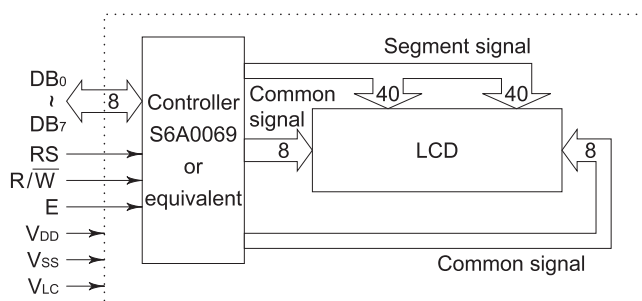 Segment signal
DB0
~
DB7
8
Controller
S6A0069
or
equivalent
Common
signal
40
40
8
LCD
8
RS
R/W̅
E
VDD
VSS
VLC
Common signal